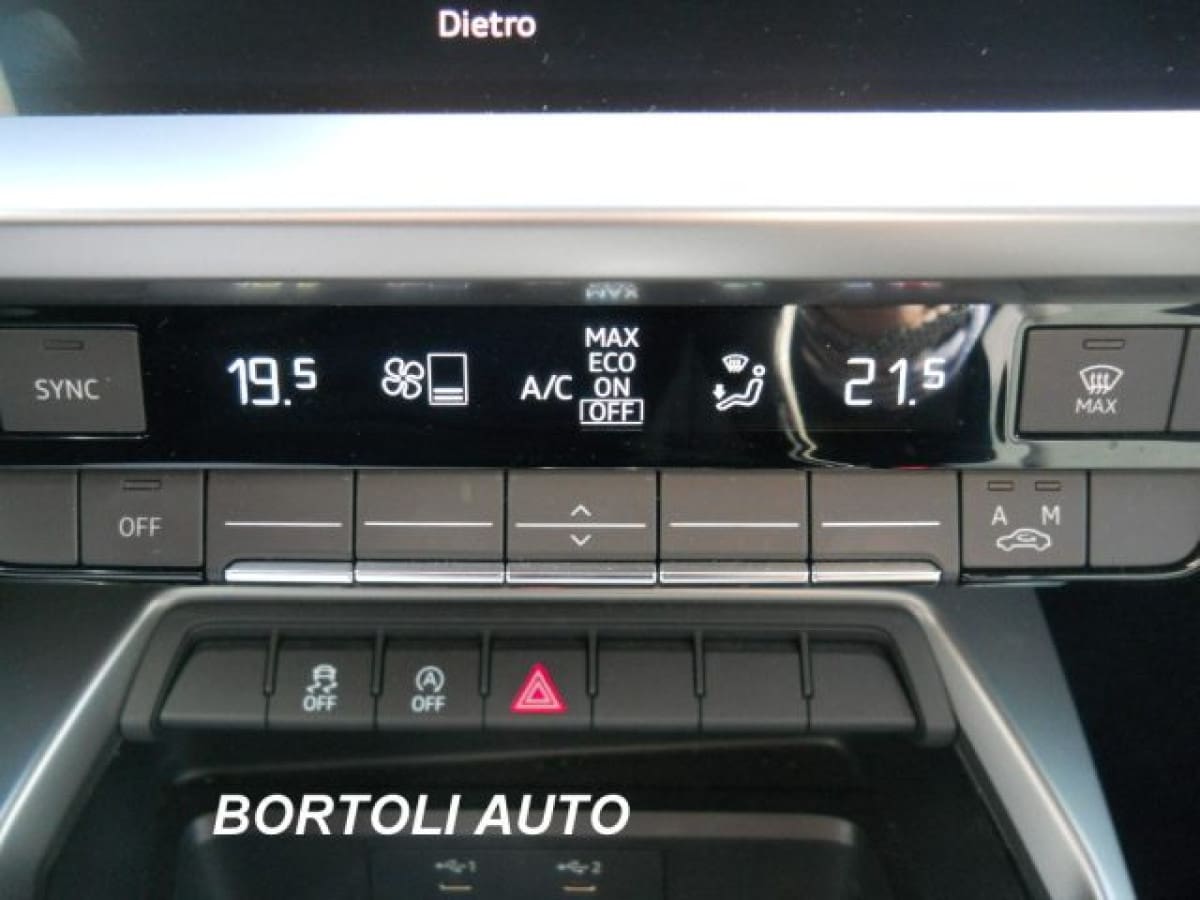 Dietro
SYNC
19.5
A/C
MAX
ECO
ON
OFF
21.5
MAX
OFF
A M
OFF
A
OFF
BORTOLI AUTO
1
2